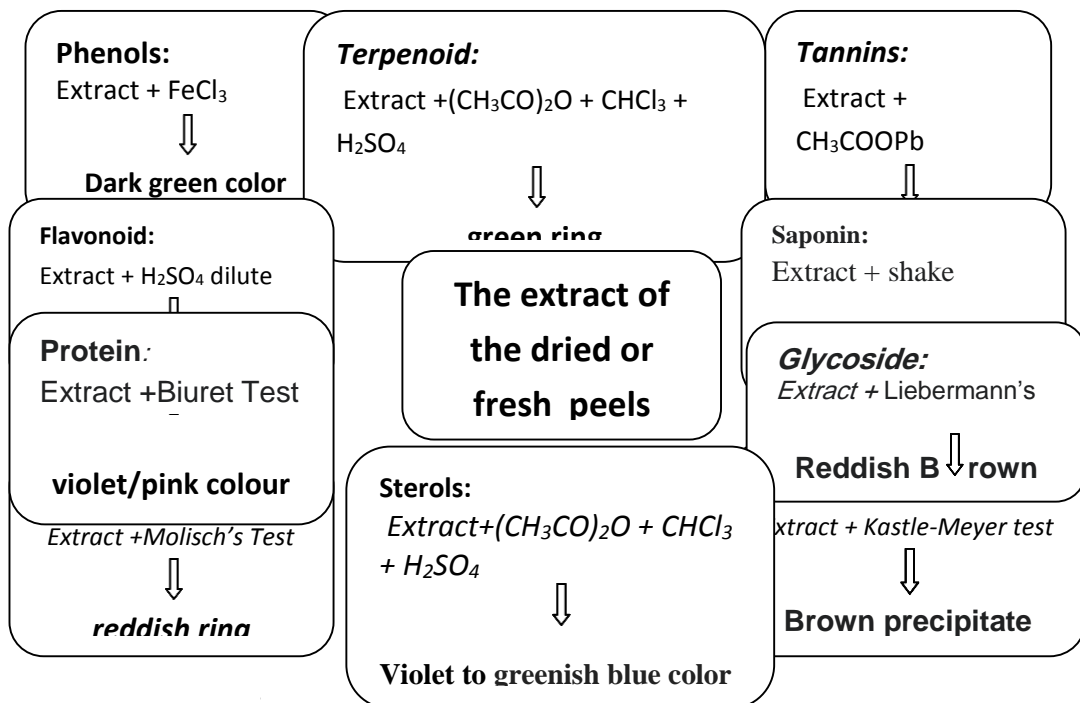 Phenols:
Extract + FeCl₃
Dark green color
Terpenoid:
Extract +(CH₃CO)₂O + CHCl₃ +
H₂SO₄
green ring
Tannins:
Extract +
CH₃COOPb
Flavonoid:
Extract + H₂SO₄ dilute
Saponin:
Extract + shake
The extract of
the dried or
fresh peels
Protein:
Extract +Biuret Test
violet/pink colour
Glycoside:
Extract + Liebermann's
Reddish B rown
Extract +Molisch's Test
reddish ring
Sterols:
Extract+(CH₃CO)₂O + CHCl₃
+ H₂SO₄
Violet to greenish blue color
xtract + Kastle-Meyer test
Brown precipitate